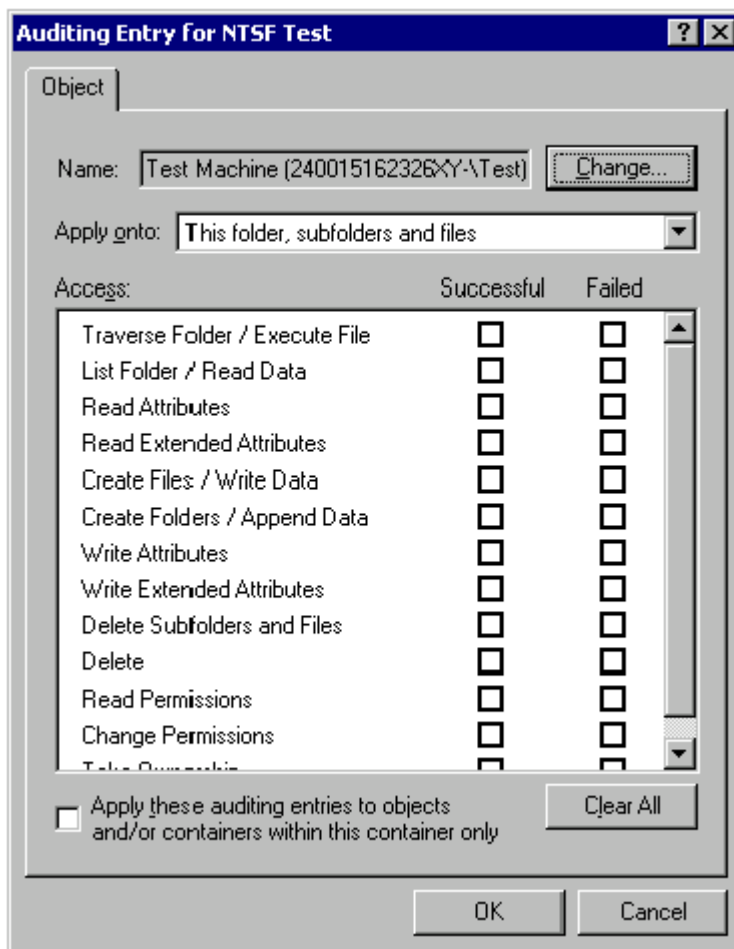 Auditing Entry for NTSF Test
Object
Name: Test Machine (240015162326XY-\Test) Change...
Apply onto: This folder, subfolders and files
Access: Successful Failed
Traverse Folder / Execute File
List Folder / Read Data
Read Attributes
Read Extended Attributes
Create Files / Write Data
Create Folders / Append Data
Write Attributes
Write Extended Attributes
Delete Subfolders and Files
Delete
Read Permissions
Change Permissions
Take Ownership
Apply these auditing entries to objects
and/or containers within this container only
Clear All
OK Cancel